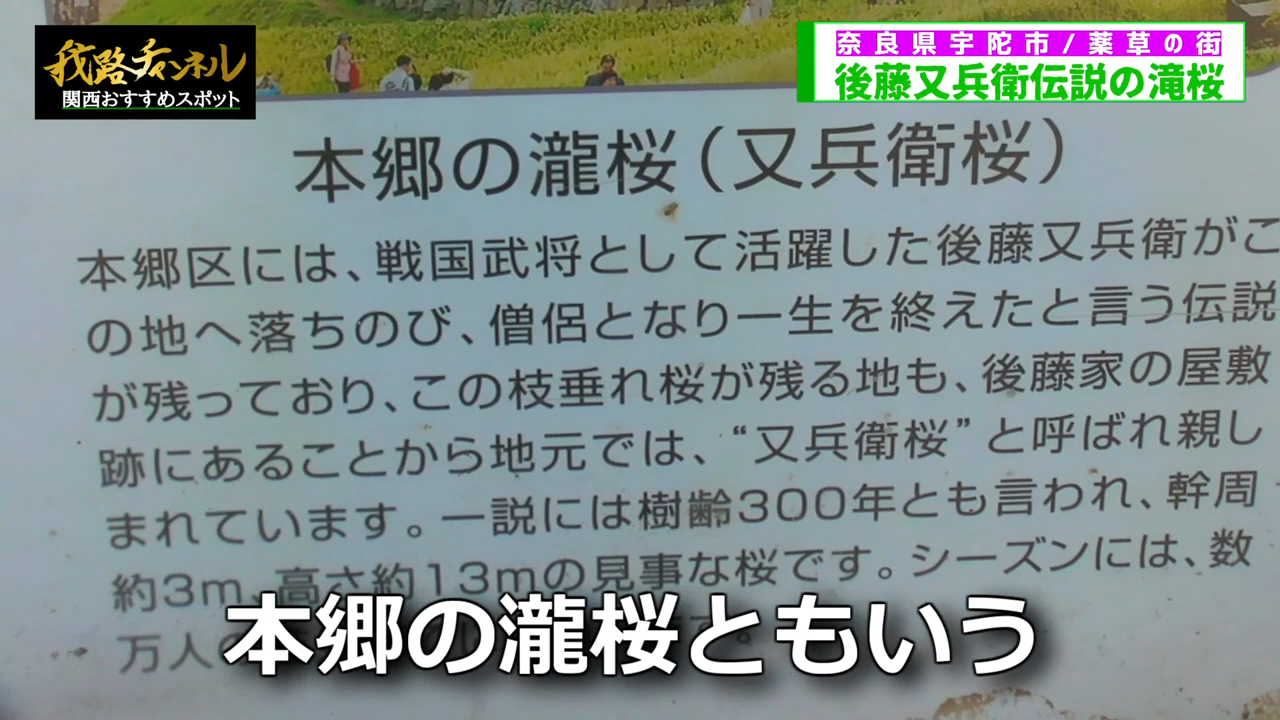 我路チャンネル
関西おすすめスポット
奈良県宇陀市/薬草の街
後藤又兵衛伝説の滝桜
本郷の瀧桜(又兵衛桜)
本郷区には、戦国武将として活躍した後藤又兵衛がこ
の地へ落ちのび、僧侶となり一生を終えたと言う伝説
が残っており、この枝垂れ桜が残る地も、後藤家の屋敷
跡にあることから地元では、“又兵衛桜”と呼ばれ親し
まれています。一説には樹齢300年とも言われ、幹周
約3m、高さ約13mの見事な桜です。シーズンには、数
万人の
本郷の瀧桜ともいう